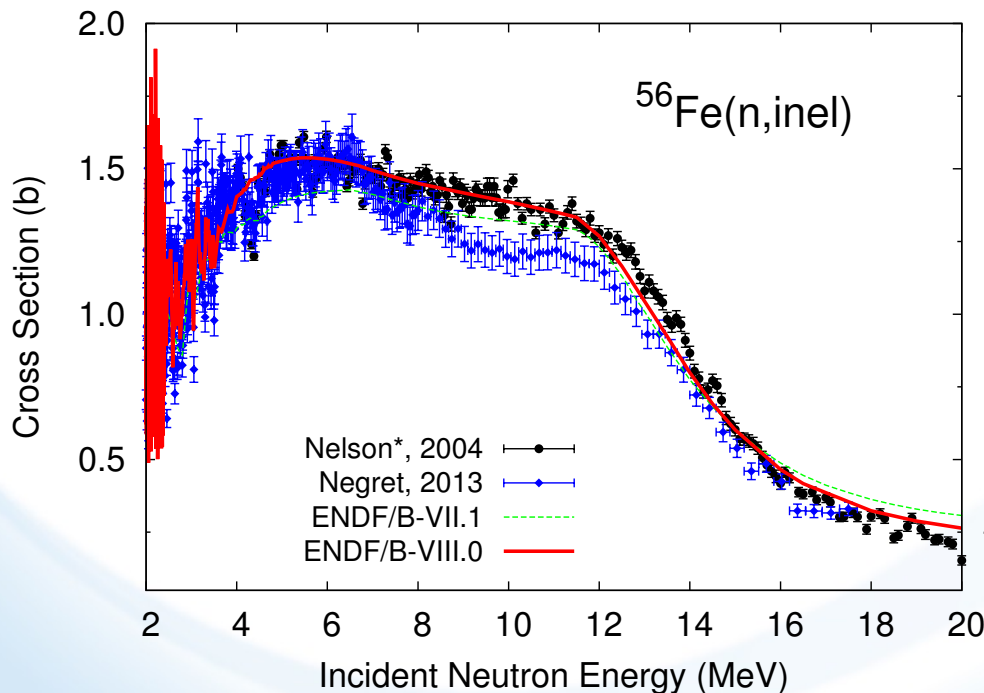 ⁵⁶Fe(n,inel)
Cross Section (b)
2.0
1.5
1.0
0.5
Nelson*, 2004
Negret, 2013
ENDF/B-VII.1
ENDF/B-VIII.0
2 4 6 8 10 12 14 16 18 20
Incident Neutron Energy (MeV)